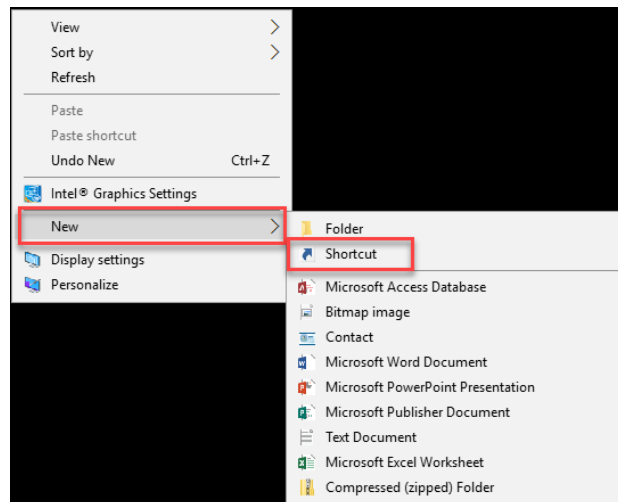 View
Sort by
Refresh
Paste
Paste shortcut
Undo New Ctrl+Z
Intel® Graphics Settings
New
Display settings
Personalize
Folder
Shortcut
Microsoft Access Database
Bitmap image
Contact
Microsoft Word Document
Microsoft PowerPoint Presentation
Microsoft Publisher Document
Text Document
Microsoft Excel Worksheet
Compressed (zipped) Folder